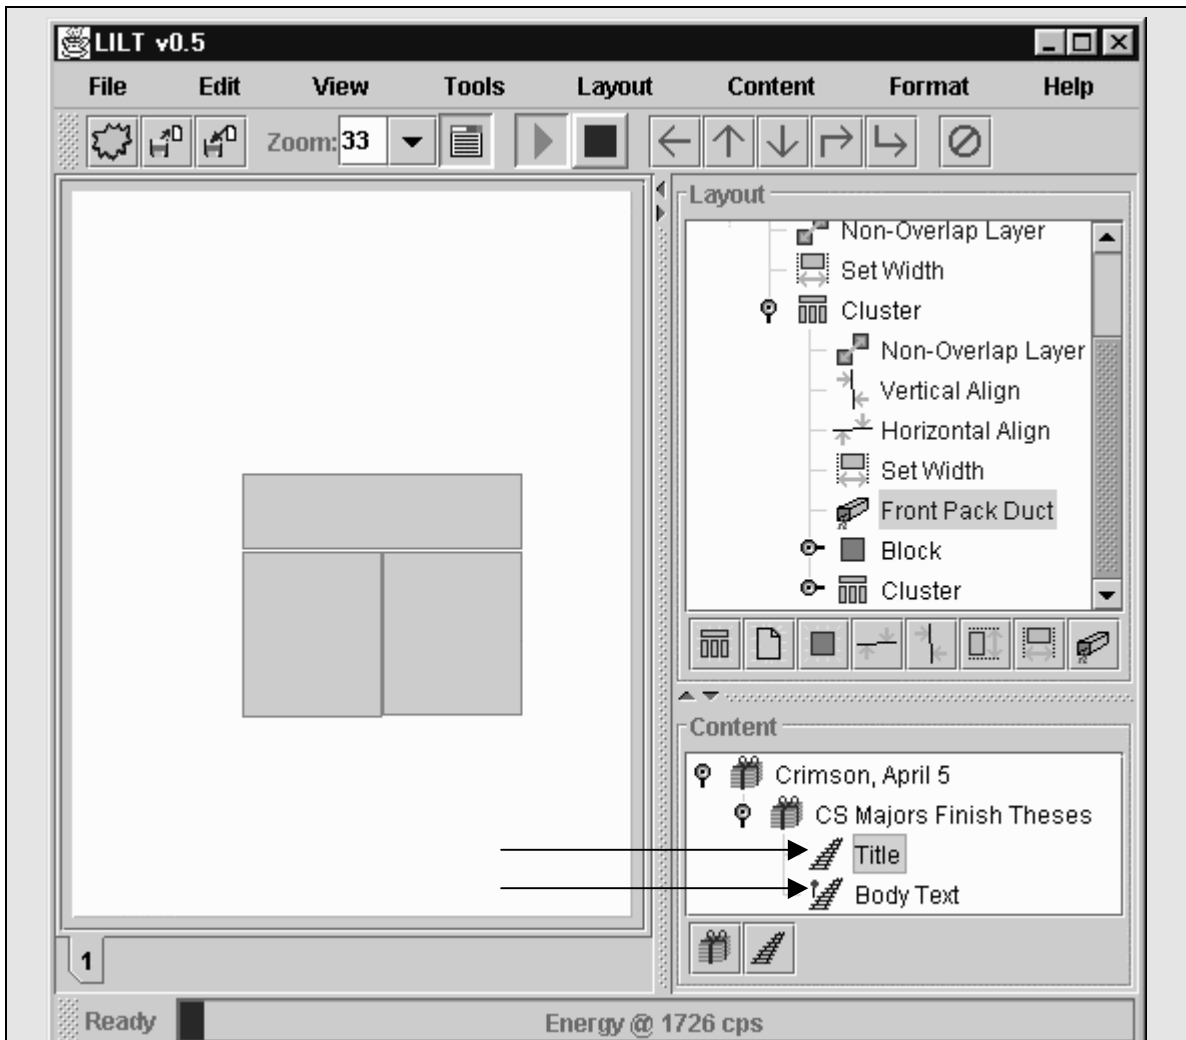 LILT v0.5
File Edit View Tools Layout Content Format Help
Zoom: 33
Layout
Non-Overlap Layer
Set Width
Cluster
Non-Overlap Layer
Vertical Align
Horizontal Align
Set Width
Front Pack Duct
Block
Cluster
Content
Crimson, April 5
CS Majors Finish Theses
Title
Body Text
1
Ready Energy @ 1726 cps